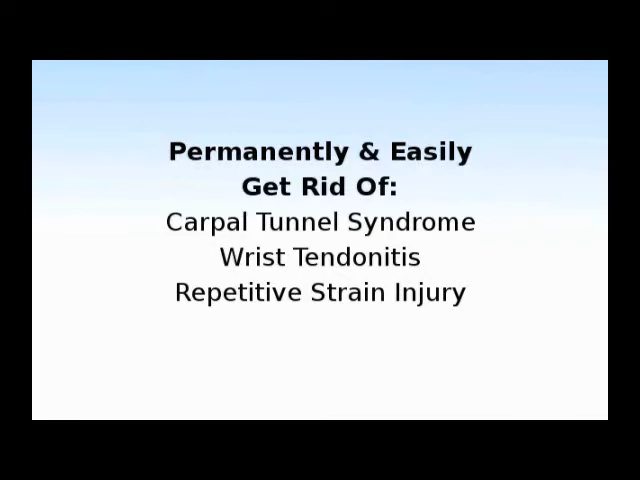 Permanently & Easily
Get Rid Of:
Carpal Tunnel Syndrome
Wrist Tendonitis
Repetitive Strain Injury